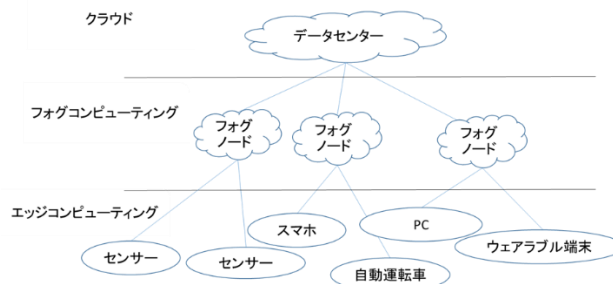 クラウド
データセンター
フォグコンピューティング
フォグ
ノード
フォグ
ノード
フォグ
ノード
エッジコンピューティング
スマホ
PC
センサー
センサー
ウェアラブル端末
自動運転車